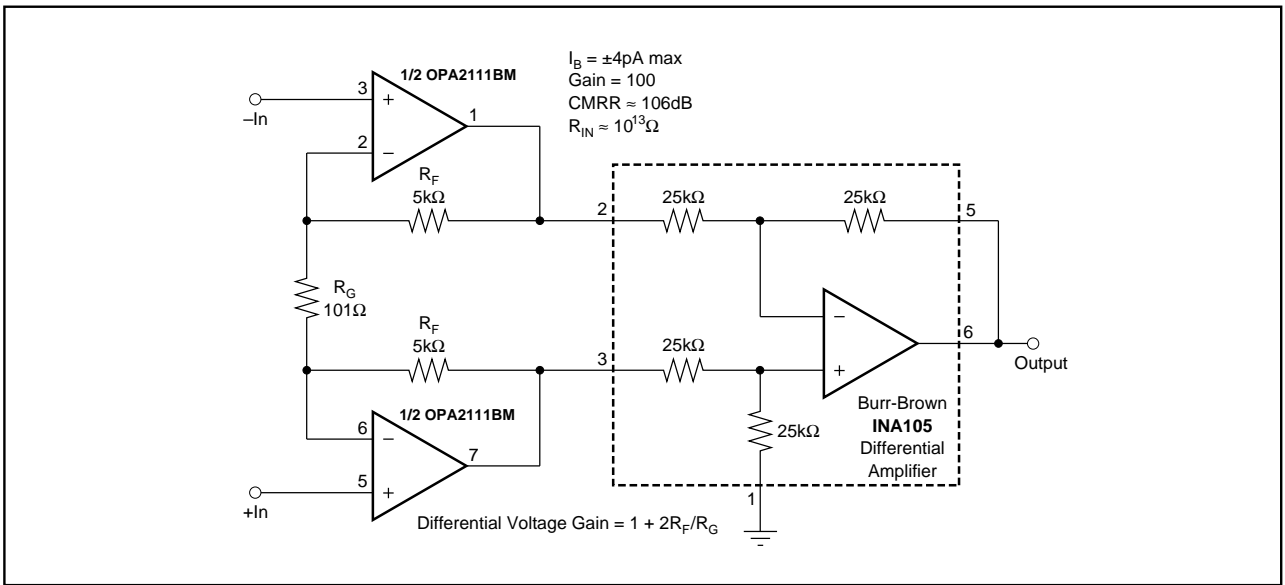 I_B = ±4pA max
Gain = 100
CMRR ≈ 106dB
R_IN ≈ 10^13Ω
1/2 OPA2111BM
3
+
–In
1
2
–
R_F
5kΩ
2
25kΩ
25kΩ
5
R_G
101Ω
–
6
Output
+
R_F
5kΩ
3
25kΩ
25kΩ
Burr-Brown
INA105
Differential
Amplifier
1/2 OPA2111BM
6
–
7
5
+
+In
1
Differential Voltage Gain = 1 + 2R_F/R_G